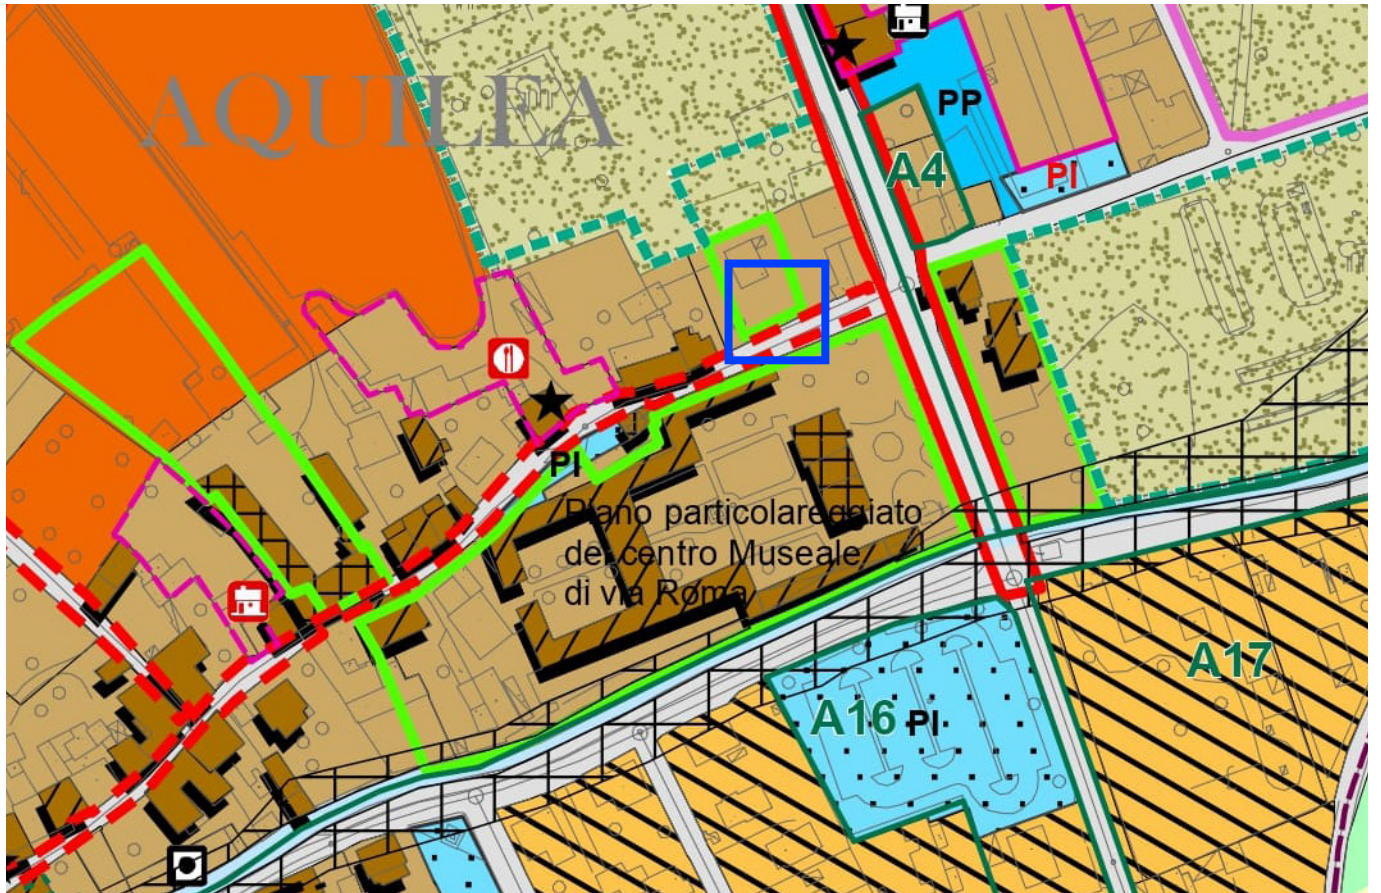 AQUILEA
PP
A4
PI
PI
Piano particolareggiato
del centro Museale
di via Roma
A17
A16 PI